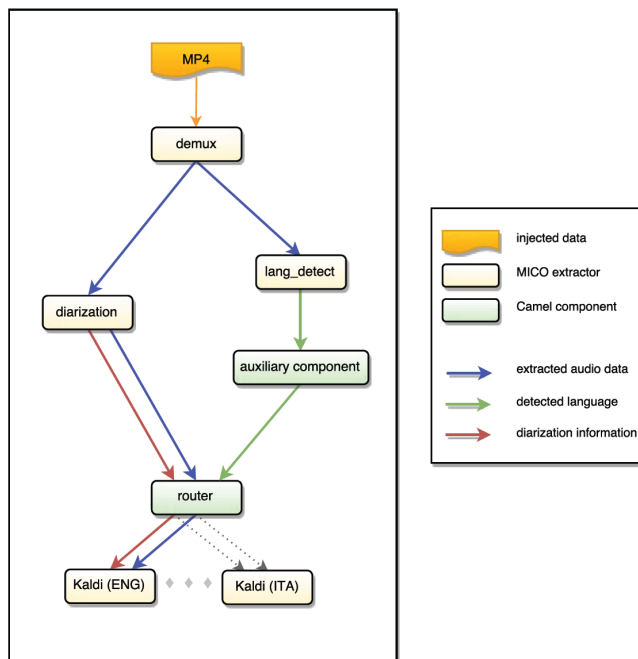 MP4
demux
lang_detect
diarization
auxiliary component
router
Kaldi (ENG)
Kaldi (ITA)
injected data
MICO extractor
Camel component
extracted audio data
detected language
diarization information